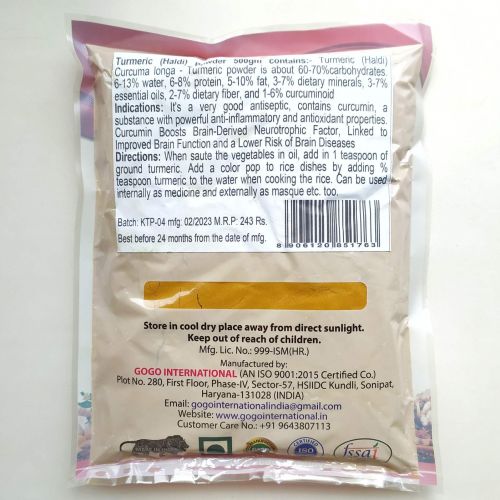 Turmeric (Haldi) powder 500gm contains:- Turmeric (Haldi)
Curcuma longa - Turmeric powder is about 60-70%carbohydrates,
6-13% water, 6-8% protein, 5-10% fat, 3-7% dietary minerals, 3-7%
essential oils, 2-7% dietary fiber, and 1-6% curcuminoid
Indications: It's a very good antiseptic, contains curcumin, a
substance with powerful anti-inflammatory and antioxidant properties.
Curcumin Boosts Brain-Derived Neurotrophic Factor, Linked to
Improved Brain Function and a Lower Risk of Brain Diseases
Directions: When saute the vegetables in oil, add in 1 teaspoon of
ground turmeric. Add a color pop to rice dishes by adding
teaspoon turmeric to the water when cooking the rice. Can be used
internally as medicine and externally as masque etc. too.
Batch: KTP-04 mfg: 02/2023 M.R.P: 243 Rs.
Best before 24 months from the date of mfg.
8 906120 851763
Store in cool dry place away from direct sunlight.
Keep out of reach of children.
Mfg. Lic. No.: 999-ISM(HR.)
Manufactured by:
GOGO INTERNATIONAL (AN ISO 9001:2015 Certified Co.)
Plot No. 280, First Floor, Phase-IV, Sector-57, HSIIDC Kundli, Sonipat,
Haryana-131028 (INDIA)
Email: gogointernationalindia@gmail.com
Website: www.gogointernational.in
Customer Care No.: +91 9643807113
MAKE IN INDIA
CERTIFIED
ISO
fssai